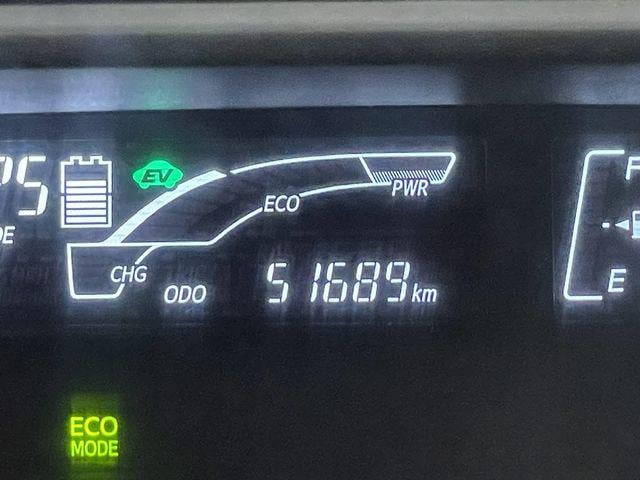 EV
PWR
ECO
CHG
ODO 51689 km
F
E
ECO
MODE